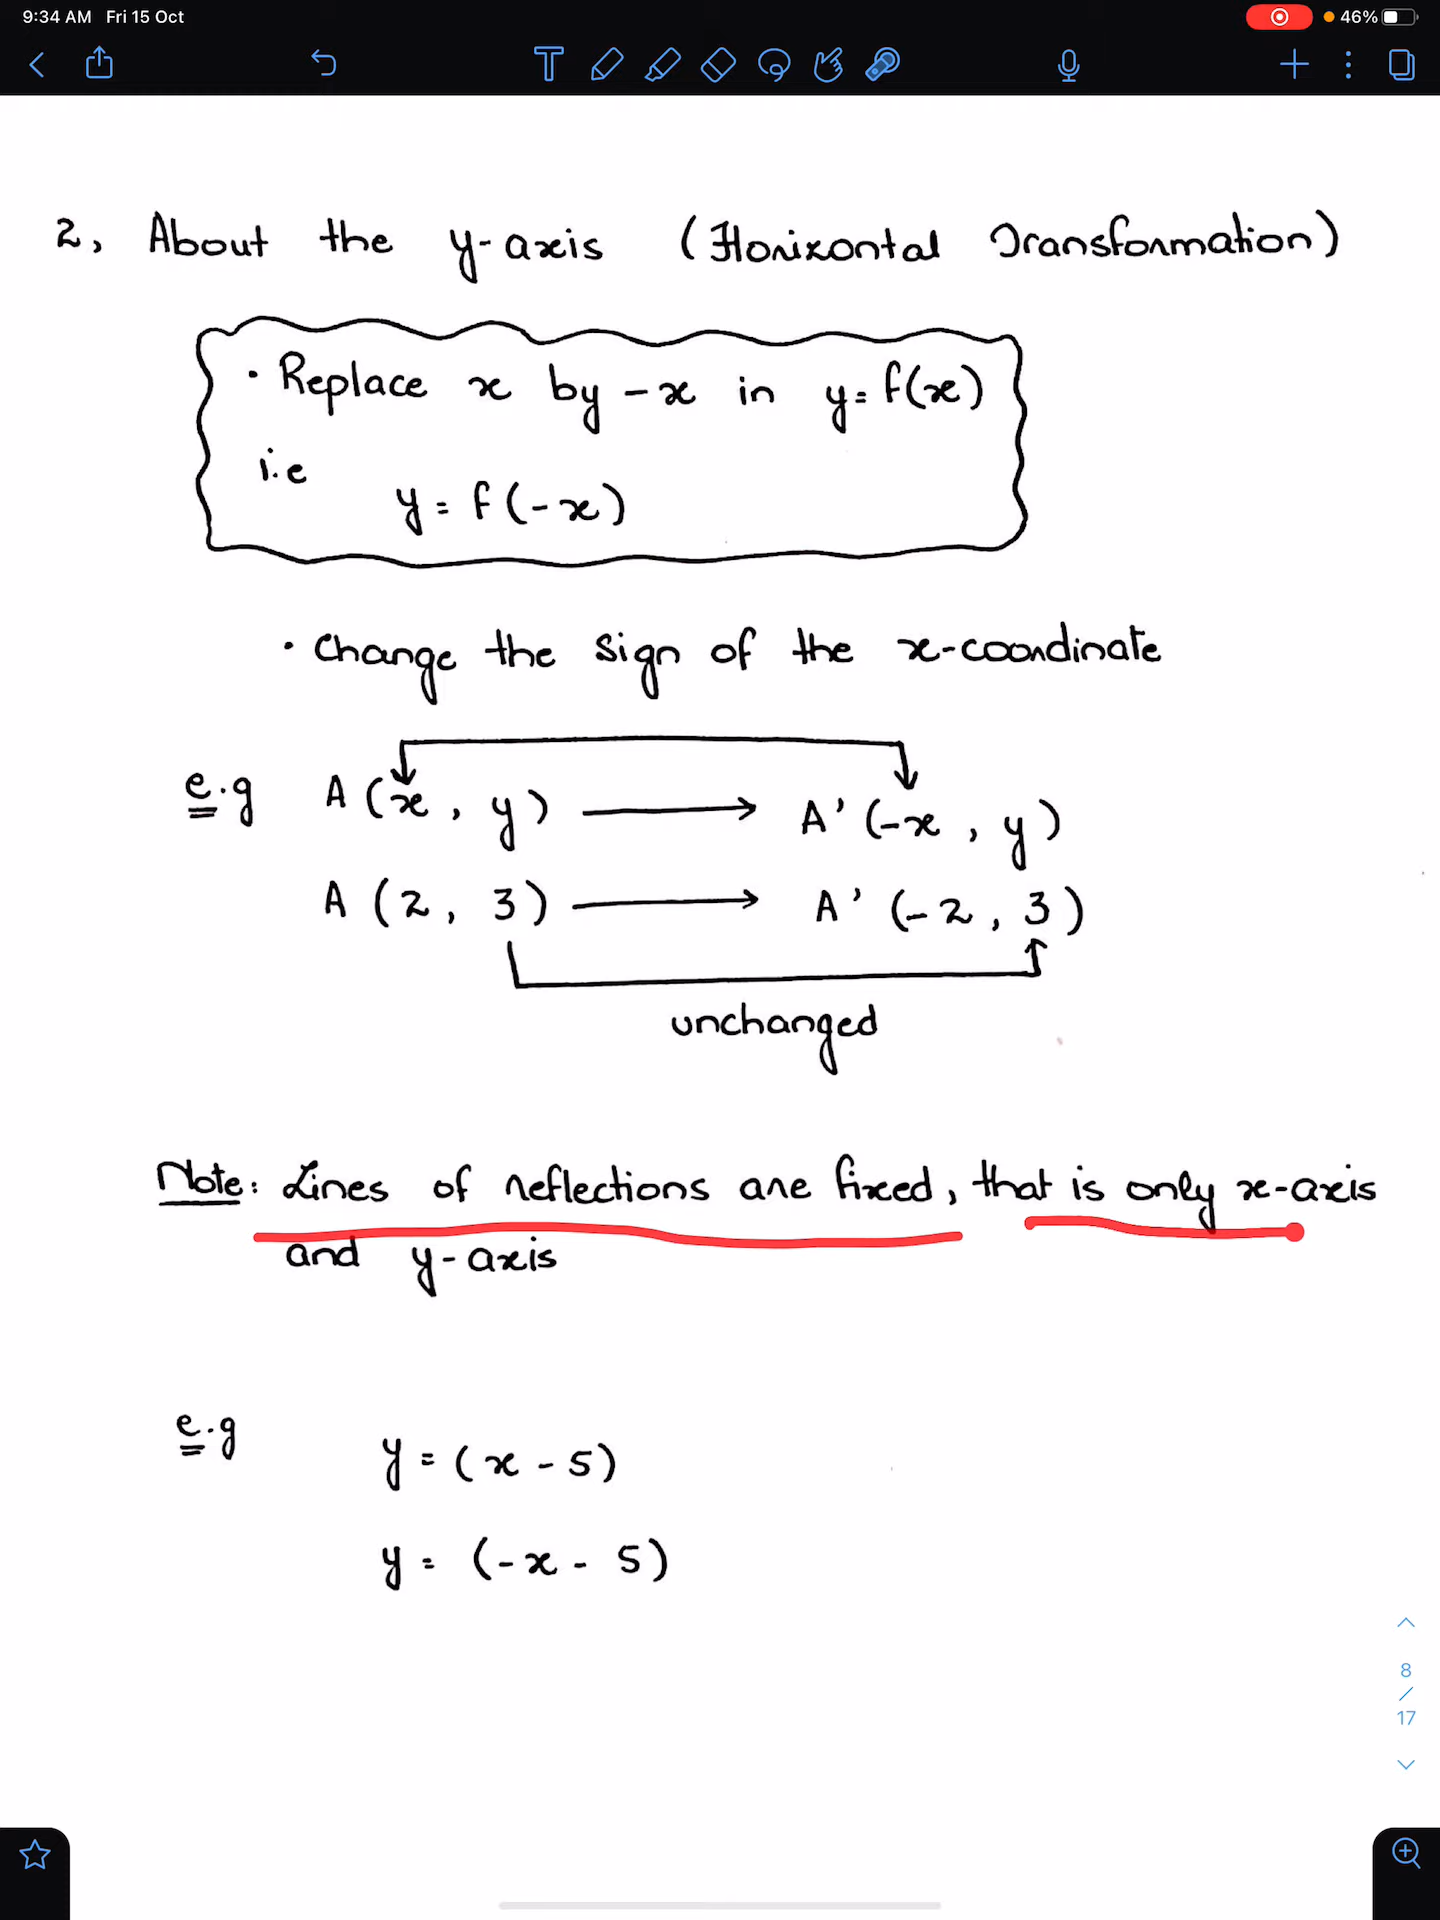 9:34 AM Fri 15 Oct
46%
2, About the y-axis (Horizontal Transformation)
• Replace x by -x in y=f(x)
i.e
y = f(-x)
• Change the sign of the x-coordinate
e.g A(x, y) → A'(-x, y)
A (2, 3) → A' (-2, 3)
unchanged
Note: Lines of reflections are fixed, that is only x-axis
and y-axis
e.g
y = (x - 5)
y = (-x - 5)
8
/
17